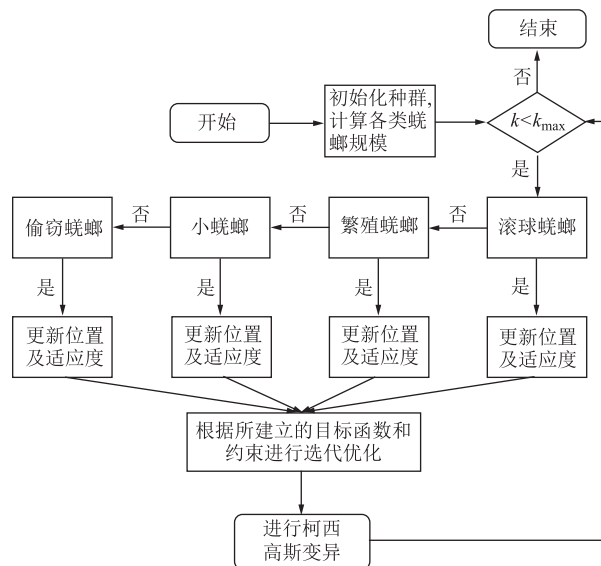 结束
否
初始化种群,
计算各类蜣
螂规模
开始
k<kmax
是
偷窃蜣螂
否
小蜣螂
否
繁殖蜣螂
否
滚球蜣螂
是
是
是
是
更新位置
及适应度
更新位置
及适应度
更新位置
及适应度
更新位置
及适应度
根据所建立的目标函数和
约束进行迭代优化
进行柯西
高斯变异